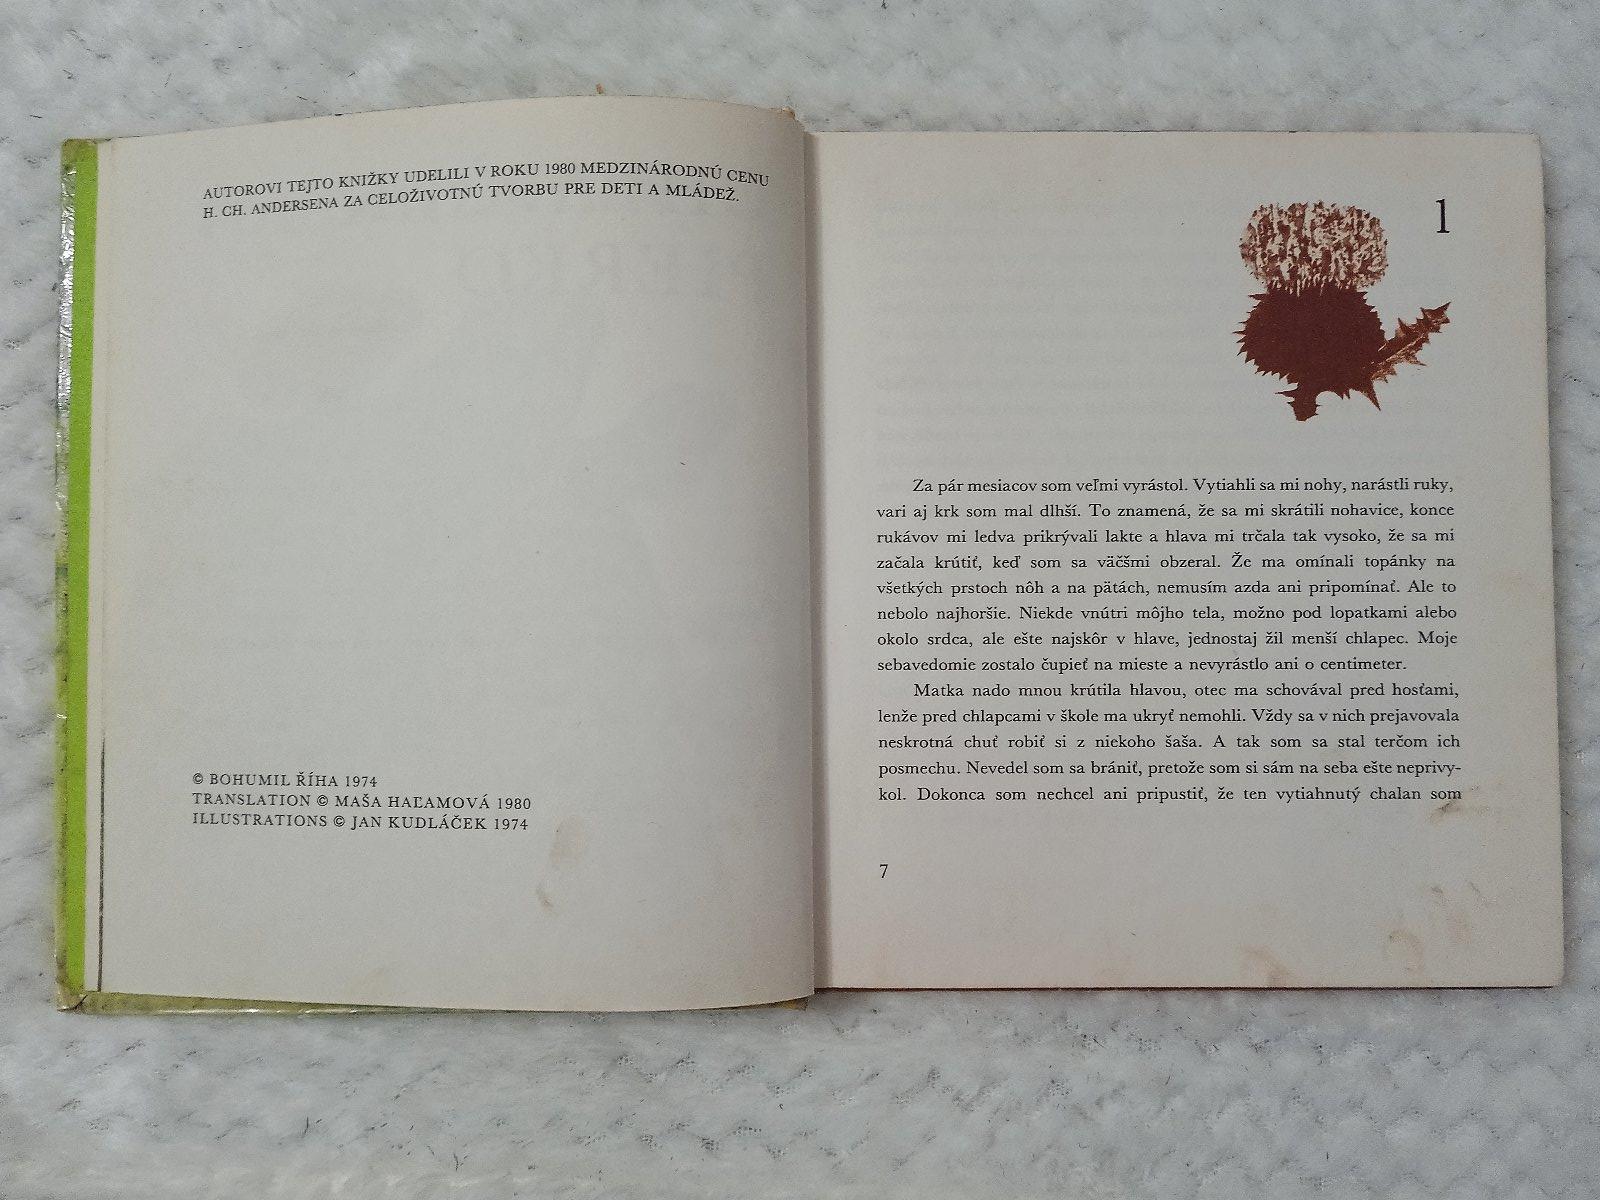 AUTOROVI TEJTO KNIŽKY UDELILI V ROKU 1980 MEDZINÁRODNÚ CENU
H. CH. ANDERSENA ZA CELOŽIVOTNÚ TVORBU PRE DETI A MLÁDEŽ.
© BOHUMIL ŘÍHA 1974
TRANSLATION © MAŠA HAĽAMOVÁ 1980
ILLUSTRATIONS © JAN KUDLÁČEK 1974
1
Za pár mesiacov som veľmi vyrástol. Vytiahli sa mi nohy, narástli ruky,
vari aj krk som mal dlhší. To znamená, že sa mi skrátili nohavice, konce
rukávov mi ledva prikrývali lakte a hlava mi trčala tak vysoko, že sa mi
začala krútiť, keď som sa väčšmi obzeral. Že ma omínali topánky na
všetkých prstoch nôh a na pätách, nemusím azda ani pripomínať. Ale to
nebolo najhoršie. Niekde vnútri môjho tela, možno pod lopatkami alebo
okolo srdca, ale ešte najskôr v hlave, jednostaj žil menší chlapec. Moje
sebavedomie zostalo čupieť na mieste a nevyrástlo ani o centimeter.
Matka nado mnou krútila hlavou, otec ma schovával pred hosťami,
lenže pred chlapcami v škole ma ukryť nemohli. Vždy sa v nich prejavovala
neskrotná chuť robiť si z niekoho šaša. A tak som sa stal terčom ich
posmechu. Nevedel som sa brániť, pretože som si sám na seba ešte neprivy-
kol. Dokonca som nechcel ani pripustiť, že ten vytiahnutý chalan som
7